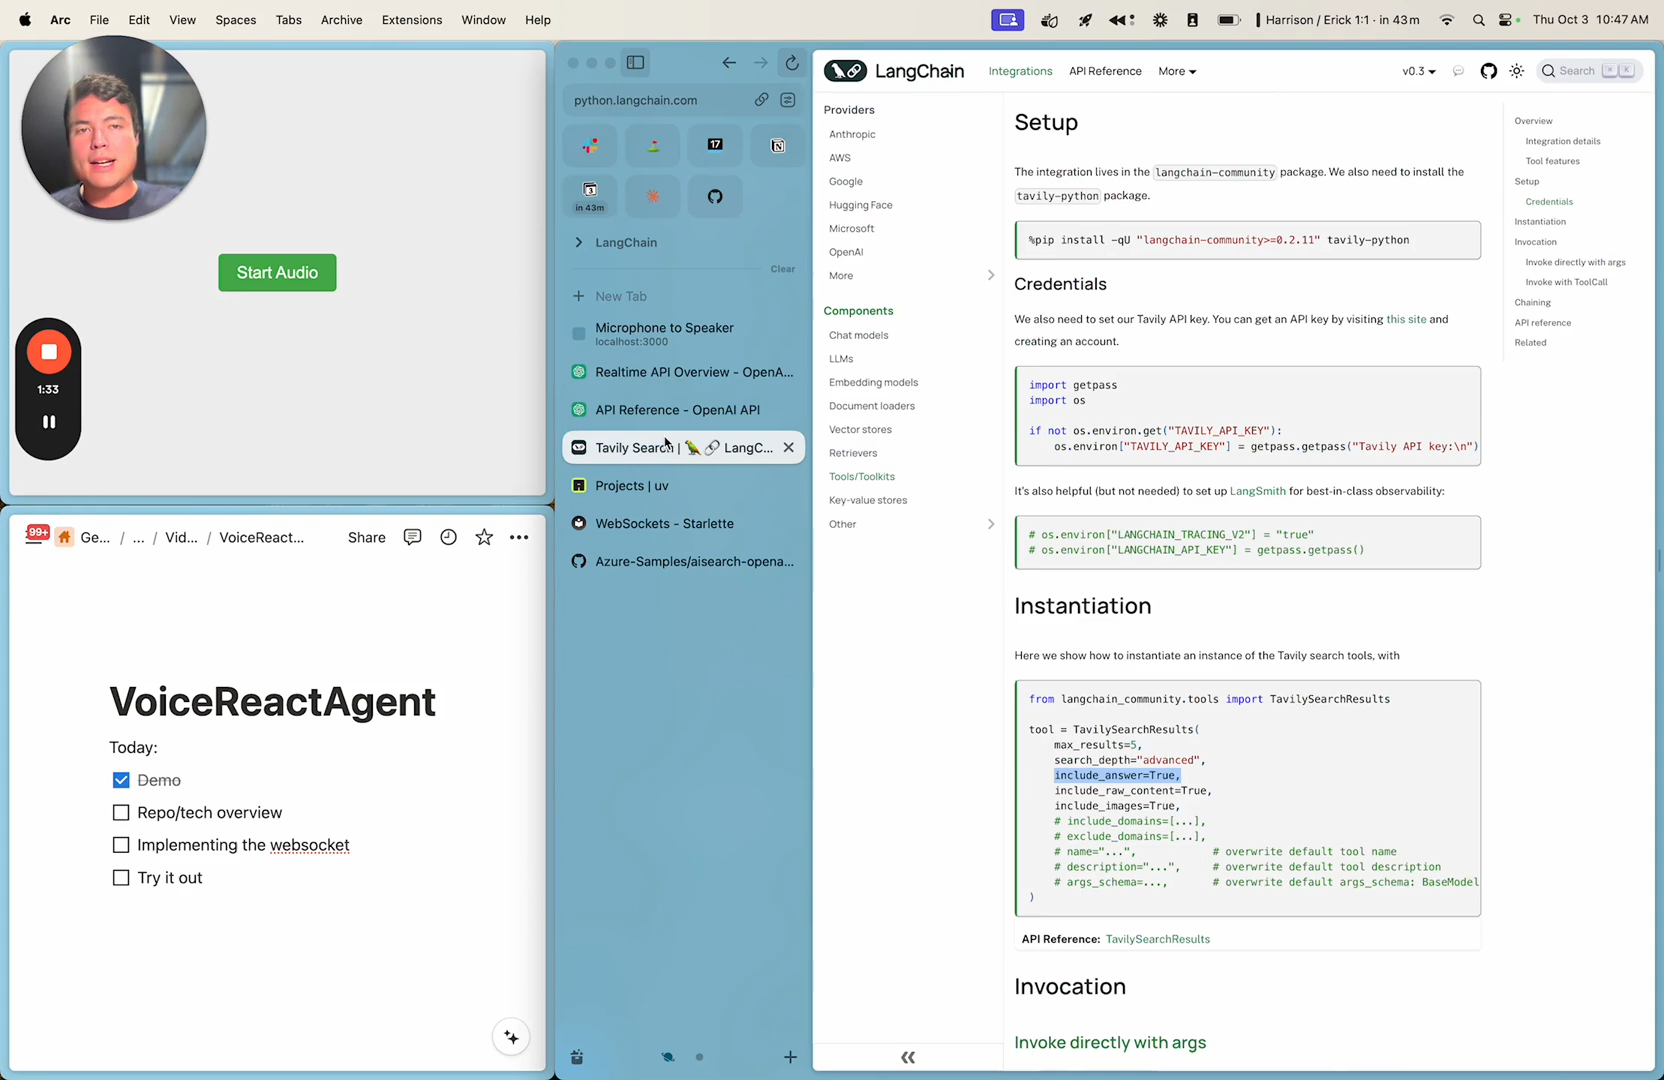 Arc File Edit View Spaces Tabs Archive Extensions Window Help
Harrison / Erick 1:1 · in 43m
Thu Oct 3 10:47 AM
Start Audio
1:33
99+
Ge... / ... / Vid... / VoiceReact...
Share
VoiceReactAgent
Today:
Demo
Repo/tech overview
Implementing the websocket
Try it out
python.langchain.com
17
3
in 43m
LangChain
Clear
New Tab
Microphone to Speaker
localhost:3000
Realtime API Overview - OpenA...
API Reference - OpenAI API
Tavily Search | 🦜 🔗 LangC...
Projects | uv
WebSockets - Starlette
Azure-Samples/aisearch-opena...
LangChain
Integrations API Reference More
v0.3
Search K
Providers
Anthropic
AWS
Google
Hugging Face
Microsoft
OpenAI
More
Components
Chat models
LLMs
Embedding models
Document loaders
Vector stores
Retrievers
Tools/Toolkits
Key-value stores
Other
Setup
The integration lives in the langchain-community package. We also need to install the
tavily-python package.
%pip install -qU "langchain-community>=0.2.11" tavily-python
Credentials
We also need to set our Tavily API key. You can get an API key by visiting this site and
creating an account.
import getpass
import os
if not os.environ.get("TAVILY_API_KEY"):
    os.environ["TAVILY_API_KEY"] = getpass.getpass("Tavily API key:\n")
It's also helpful (but not needed) to set up LangSmith for best-in-class observability:
# os.environ["LANGCHAIN_TRACING_V2"] = "true"
# os.environ["LANGCHAIN_API_KEY"] = getpass.getpass()
Instantiation
Here we show how to instantiate an instance of the Tavily search tools, with
from langchain_community.tools import TavilySearchResults
tool = TavilySearchResults(
    max_results=5,
    search_depth="advanced",
    include_answer=True,
    include_raw_content=True,
    include_images=True,
    # include_domains=[...],
    # exclude_domains=[...],
    # name="...",            # overwrite default tool name
    # description="...",     # overwrite default tool description
    # args_schema=...,       # overwrite default args_schema: BaseModel
)
API Reference: TavilySearchResults
Invocation
Invoke directly with args
Overview
Integration details
Tool features
Setup
Credentials
Instantiation
Invocation
Invoke directly with args
Invoke with ToolCall
Chaining
API reference
Related